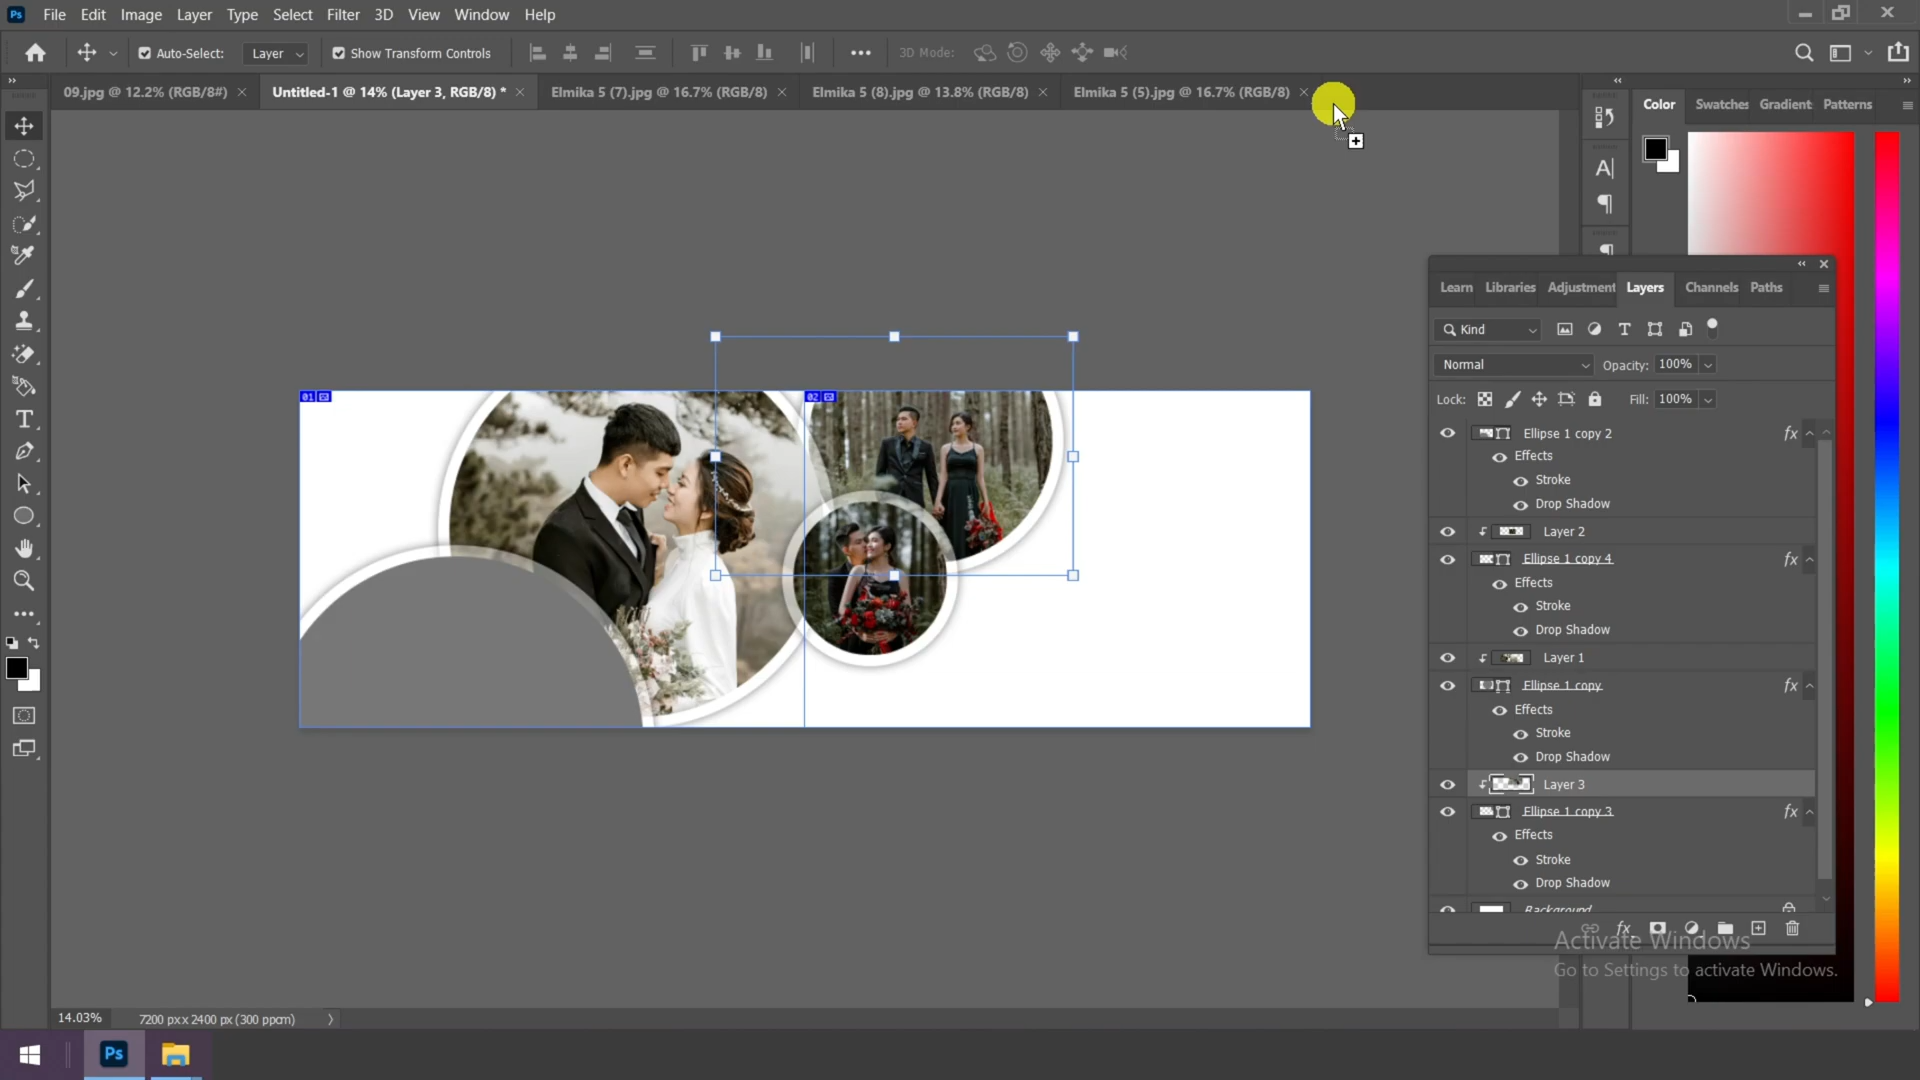 Ps File Edit Image Layer Type Select Filter 3D View Window Help
Auto-Select: Layer Show Transform Controls 3D Mode:
09.jpg @ 12.2% (RGB/8#) Untitled-1 @ 14% (Layer 3, RGB/8) * Elmika 5 (7).jpg @ 16.7% (RGB/8) Elmika 5 (8).jpg @ 13.8% (RGB/8) Elmika 5 (5).jpg @ 16.7% (RGB/8)
Color Swatches Gradient Patterns
Learn Libraries Adjustment Layers Channels Paths
Kind
Normal Opacity: 100%
Lock: Fill: 100%
01 02
Ellipse 1 copy 2 fx
Effects
Stroke
Drop Shadow
Layer 2
Ellipse 1 copy 4 fx
Effects
Stroke
Drop Shadow
Layer 1
Ellipse 1 copy fx
Effects
Stroke
Drop Shadow
Layer 3
Ellipse 1 copy 3 fx
Effects
Stroke
Drop Shadow
Background
fx
Activate Windows
Go to Settings to activate Windows.
14.03% 7200 px x 2400 px (300 ppcm)
Ps